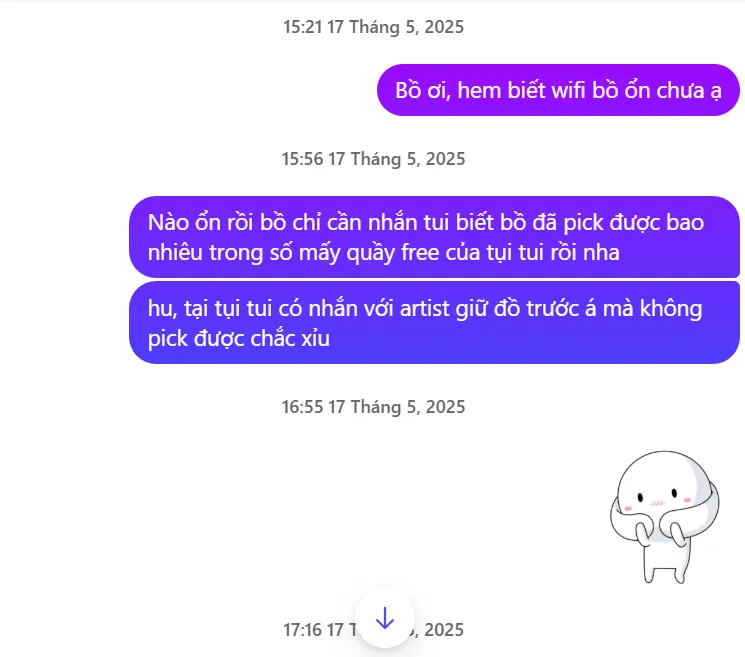 15:21 17 Tháng 5, 2025
Bồ ơi, hem biết wifi bồ ổn chưa ạ
15:56 17 Tháng 5, 2025
Nào ổn rồi bồ chỉ cần nhắn tui biết bồ đã pick được bao
nhiêu trong số mấy quầy free của tụi tui rồi nha
hu, tại tụi tui có nhắn với artist giữ đồ trước á mà không
pick được chắc xỉu
16:55 17 Tháng 5, 2025
17:16 17 , 2025